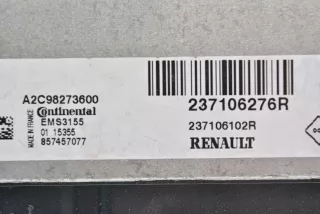 A2C98273600
Continental
MADE IN FRANCE
EMS3155
01 15355
857457077
237106276R
237106102R
RENAULT